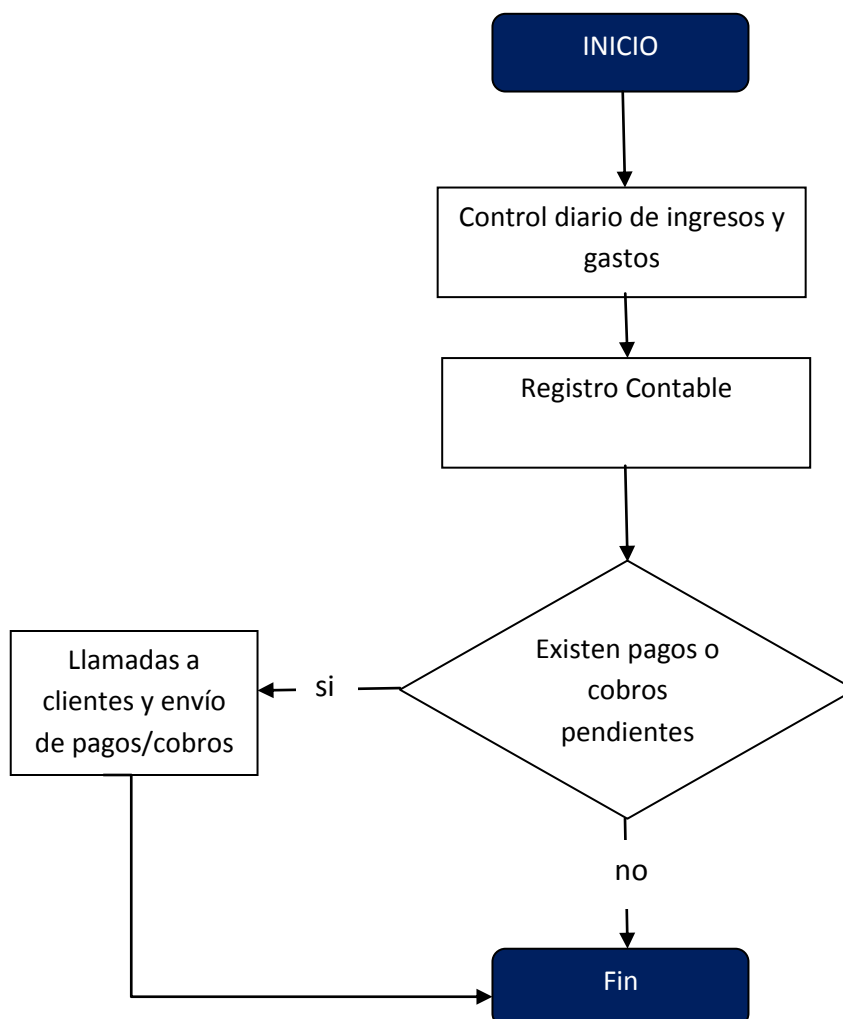 INICIO
Control diario de ingresos y
gastos
Registro Contable
Existen pagos o
cobros
pendientes
si
Llamadas a
clientes y envío
de pagos/cobros
no
Fin